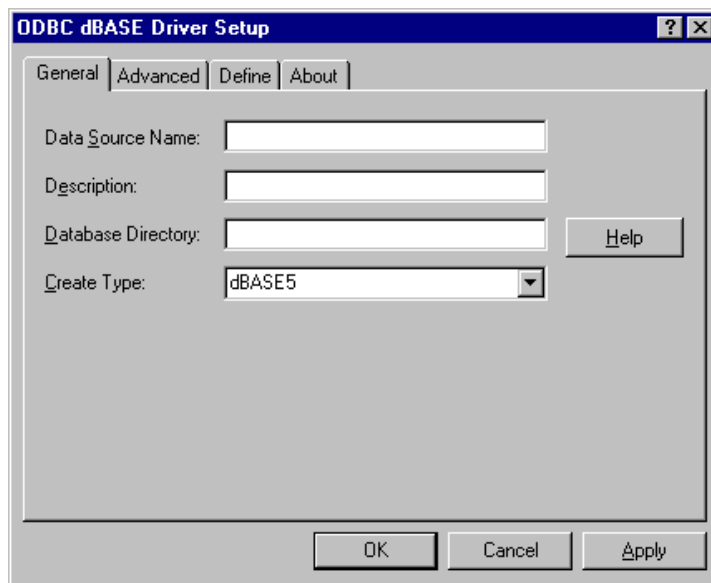 ODBC dBASE Driver Setup
General Advanced Define About
Data Source Name:
Description:
Database Directory:
Help
Create Type: dBASE5
OK Cancel Apply